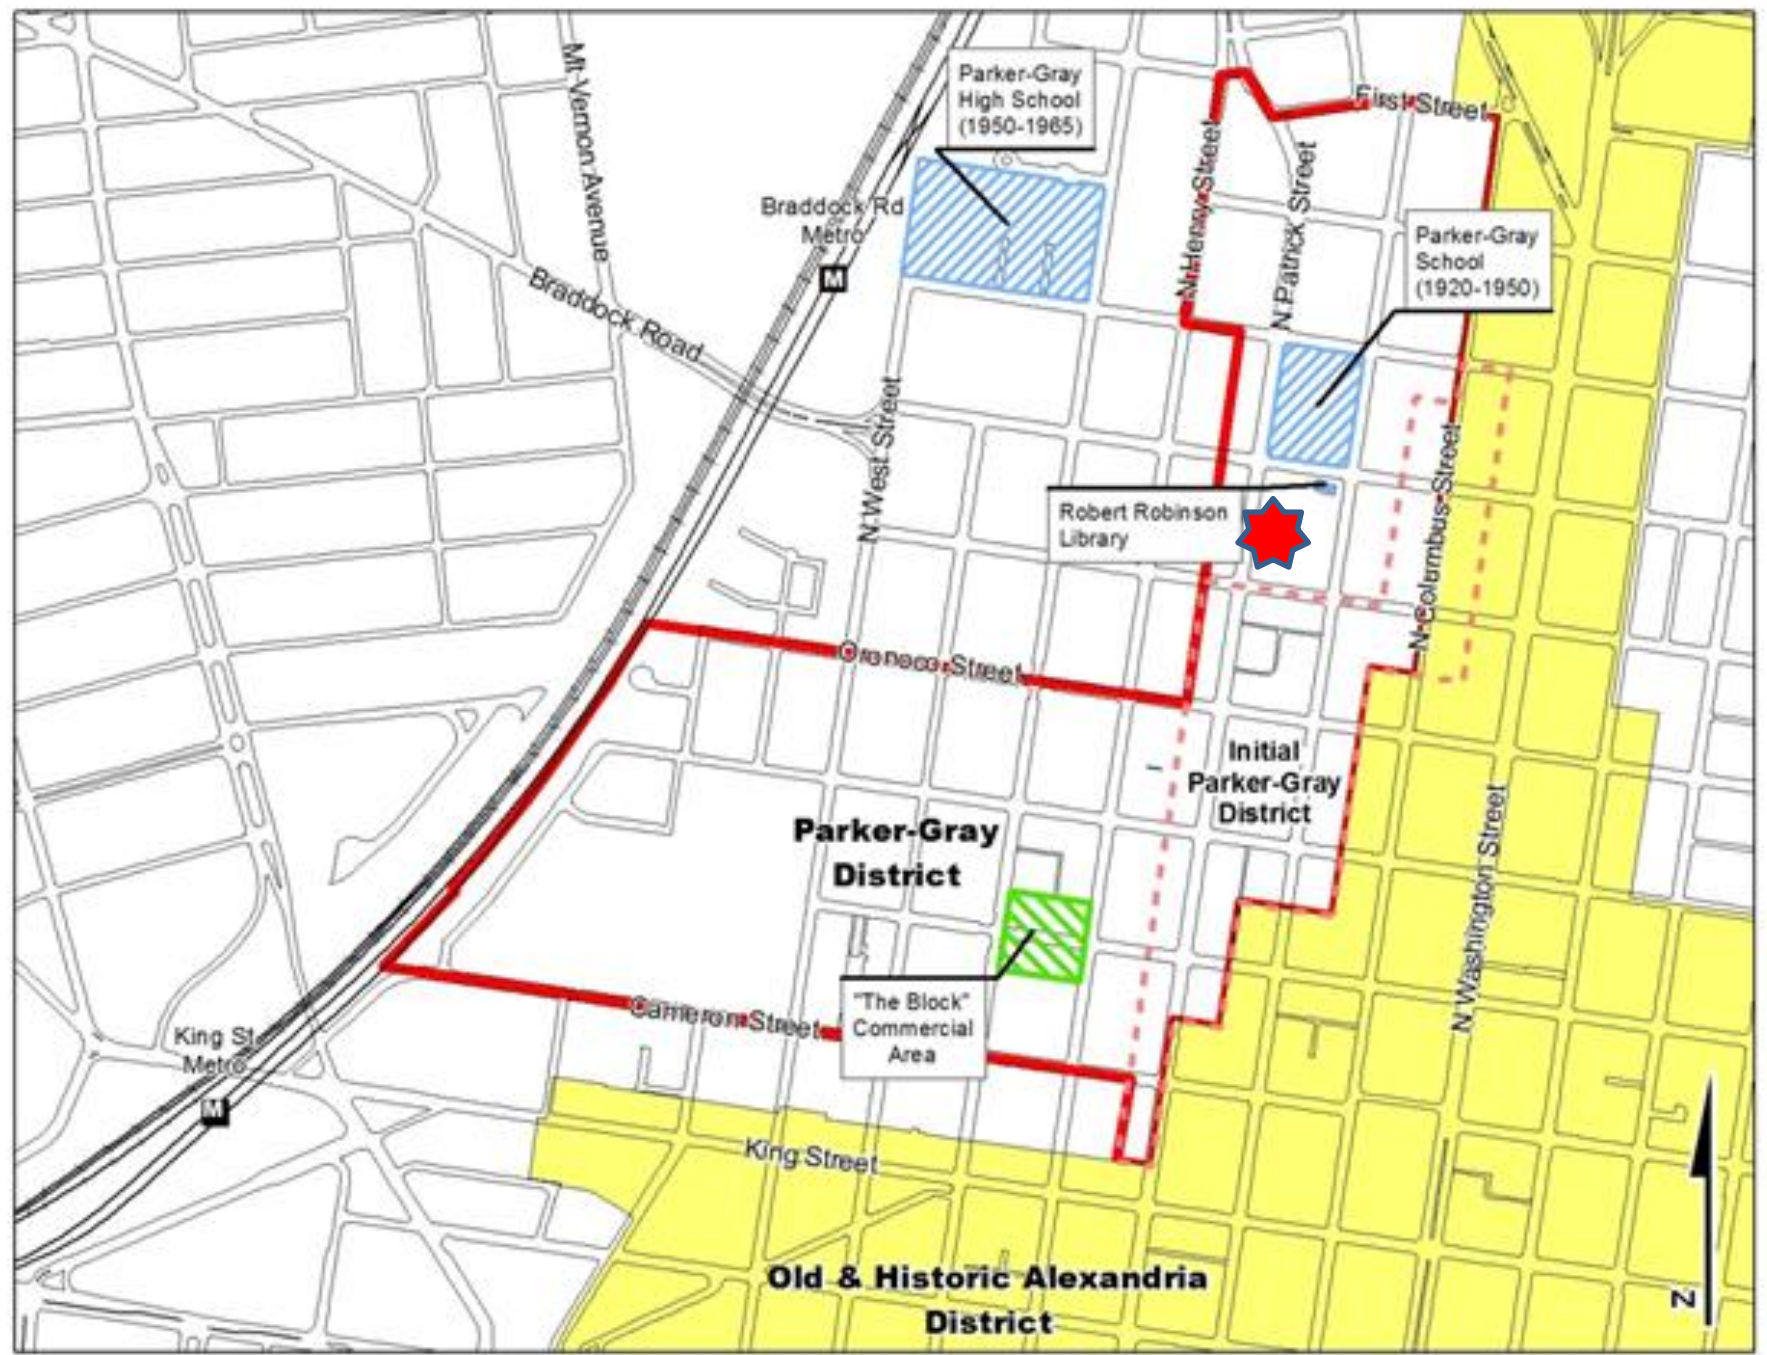 Parker-Gray
High School
(1950-1965)
First Street
Mt Vernon Avenue
N Henry Street
N Patrick Street
Braddock Rd
Metro
M
Parker-Gray
School
(1920-1950)
Braddock Road
N West Street
N Columbus Street
Robert Robinson
Library
Oronoco Street
Initial
Parker-Gray
District
Parker-Gray
District
N Washington Street
"The Block"
Commercial
Area
Cameron Street
King St
Metro
M
King Street
Old & Historic Alexandria
District
N